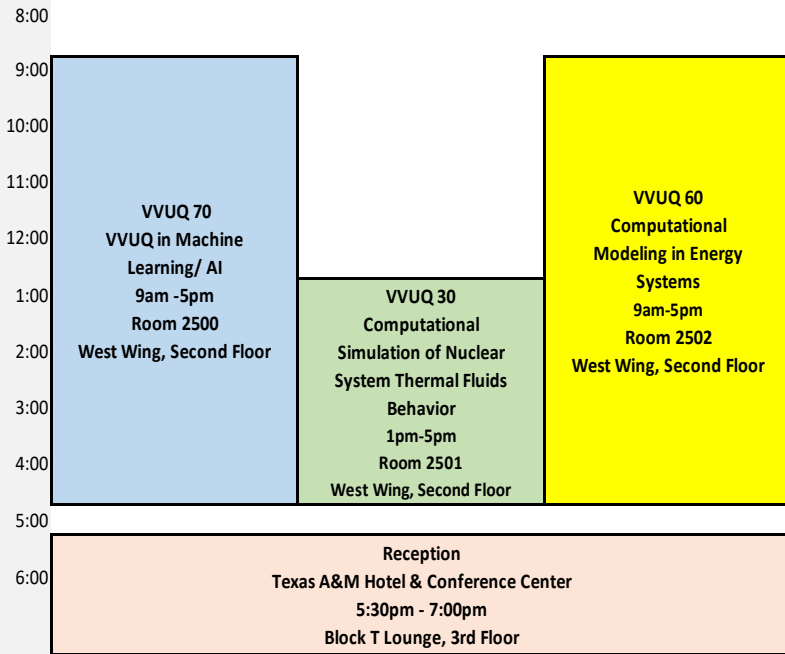 8:00
9:00
10:00
11:00
12:00
1:00
2:00
3:00
4:00
5:00
6:00
VVUQ 70
VVUQ in Machine
Learning/ AI
9am -5pm
Room 2500
West Wing, Second Floor
VVUQ 30
Computational
Simulation of Nuclear
System Thermal Fluids
Behavior
1pm-5pm
Room 2501
West Wing, Second Floor
VVUQ 60
Computational
Modeling in Energy
Systems
9am-5pm
Room 2502
West Wing, Second Floor
Reception
Texas A&M Hotel & Conference Center
5:30pm - 7:00pm
Block T Lounge, 3rd Floor